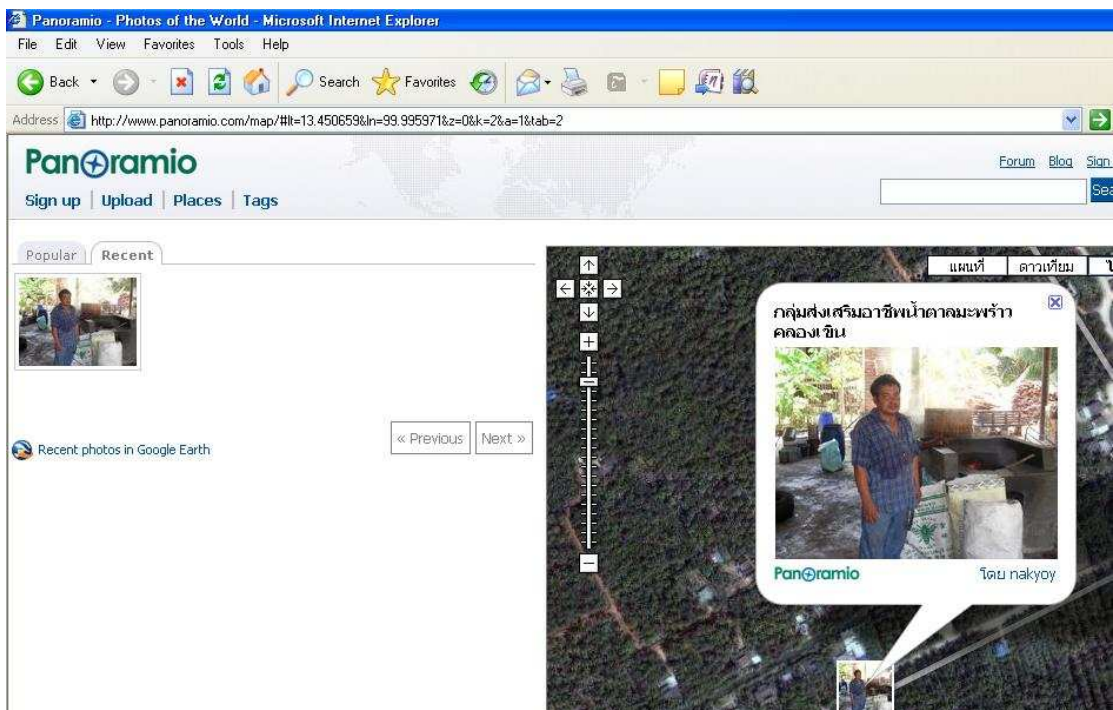 Panoramio - Photos of the World - Microsoft Internet Explorer
File Edit View Favorites Tools Help
Back Search Favorites
Address http://www.panoramio.com/map/#lt=13.450659&ln=99.995971&z=0&k=2&a=1&tab=2
Panoramio
Forum Blog Sign
Sign up Upload Places Tags
Sea
Popular Recent
แผนที่ ดาวเทียม
กลุ่มส่งเสริมอาชีพน้ำตาลมะพร้าว
คลองเขิน
« Previous Next »
Recent photos in Google Earth
Panoramio โดย nakyoy